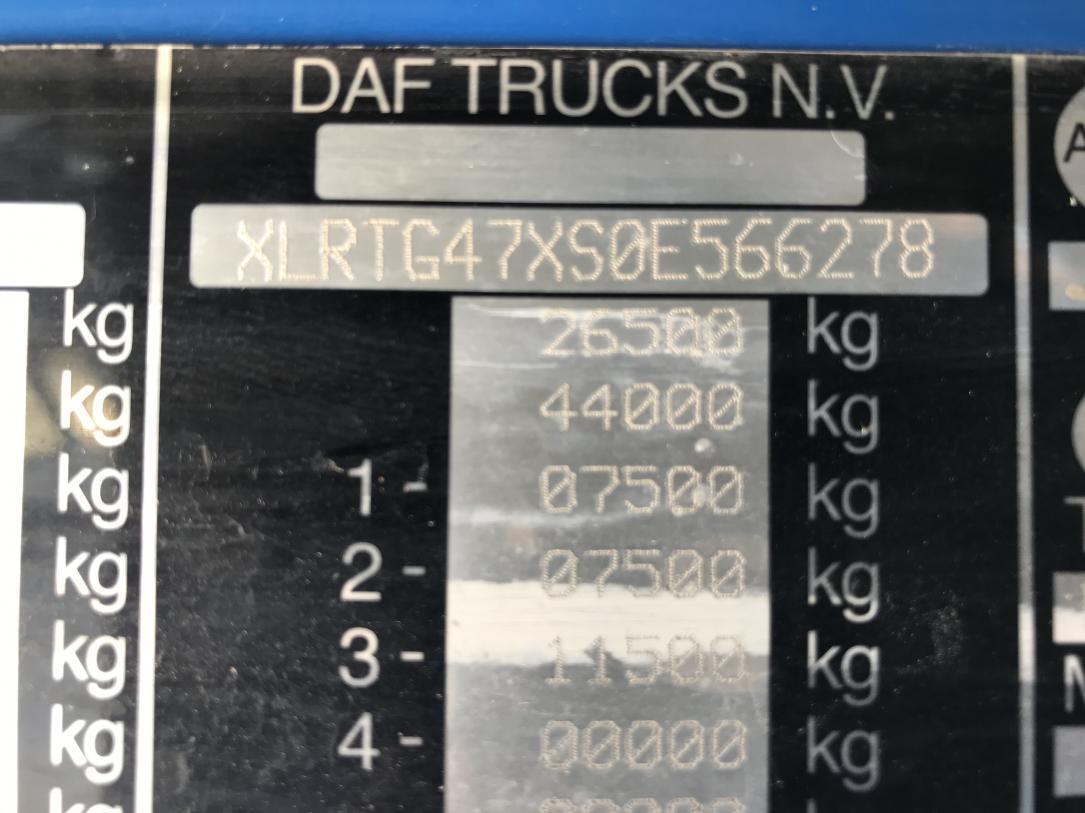 DAF TRUCKS N.V.
XLRTG47XS0E566278
kg 26500 kg
kg 44000 kg
kg 1 - 07500 kg
kg 2 - 07500 kg
kg 3 - 11500 kg
kg 4 - 00000 kg